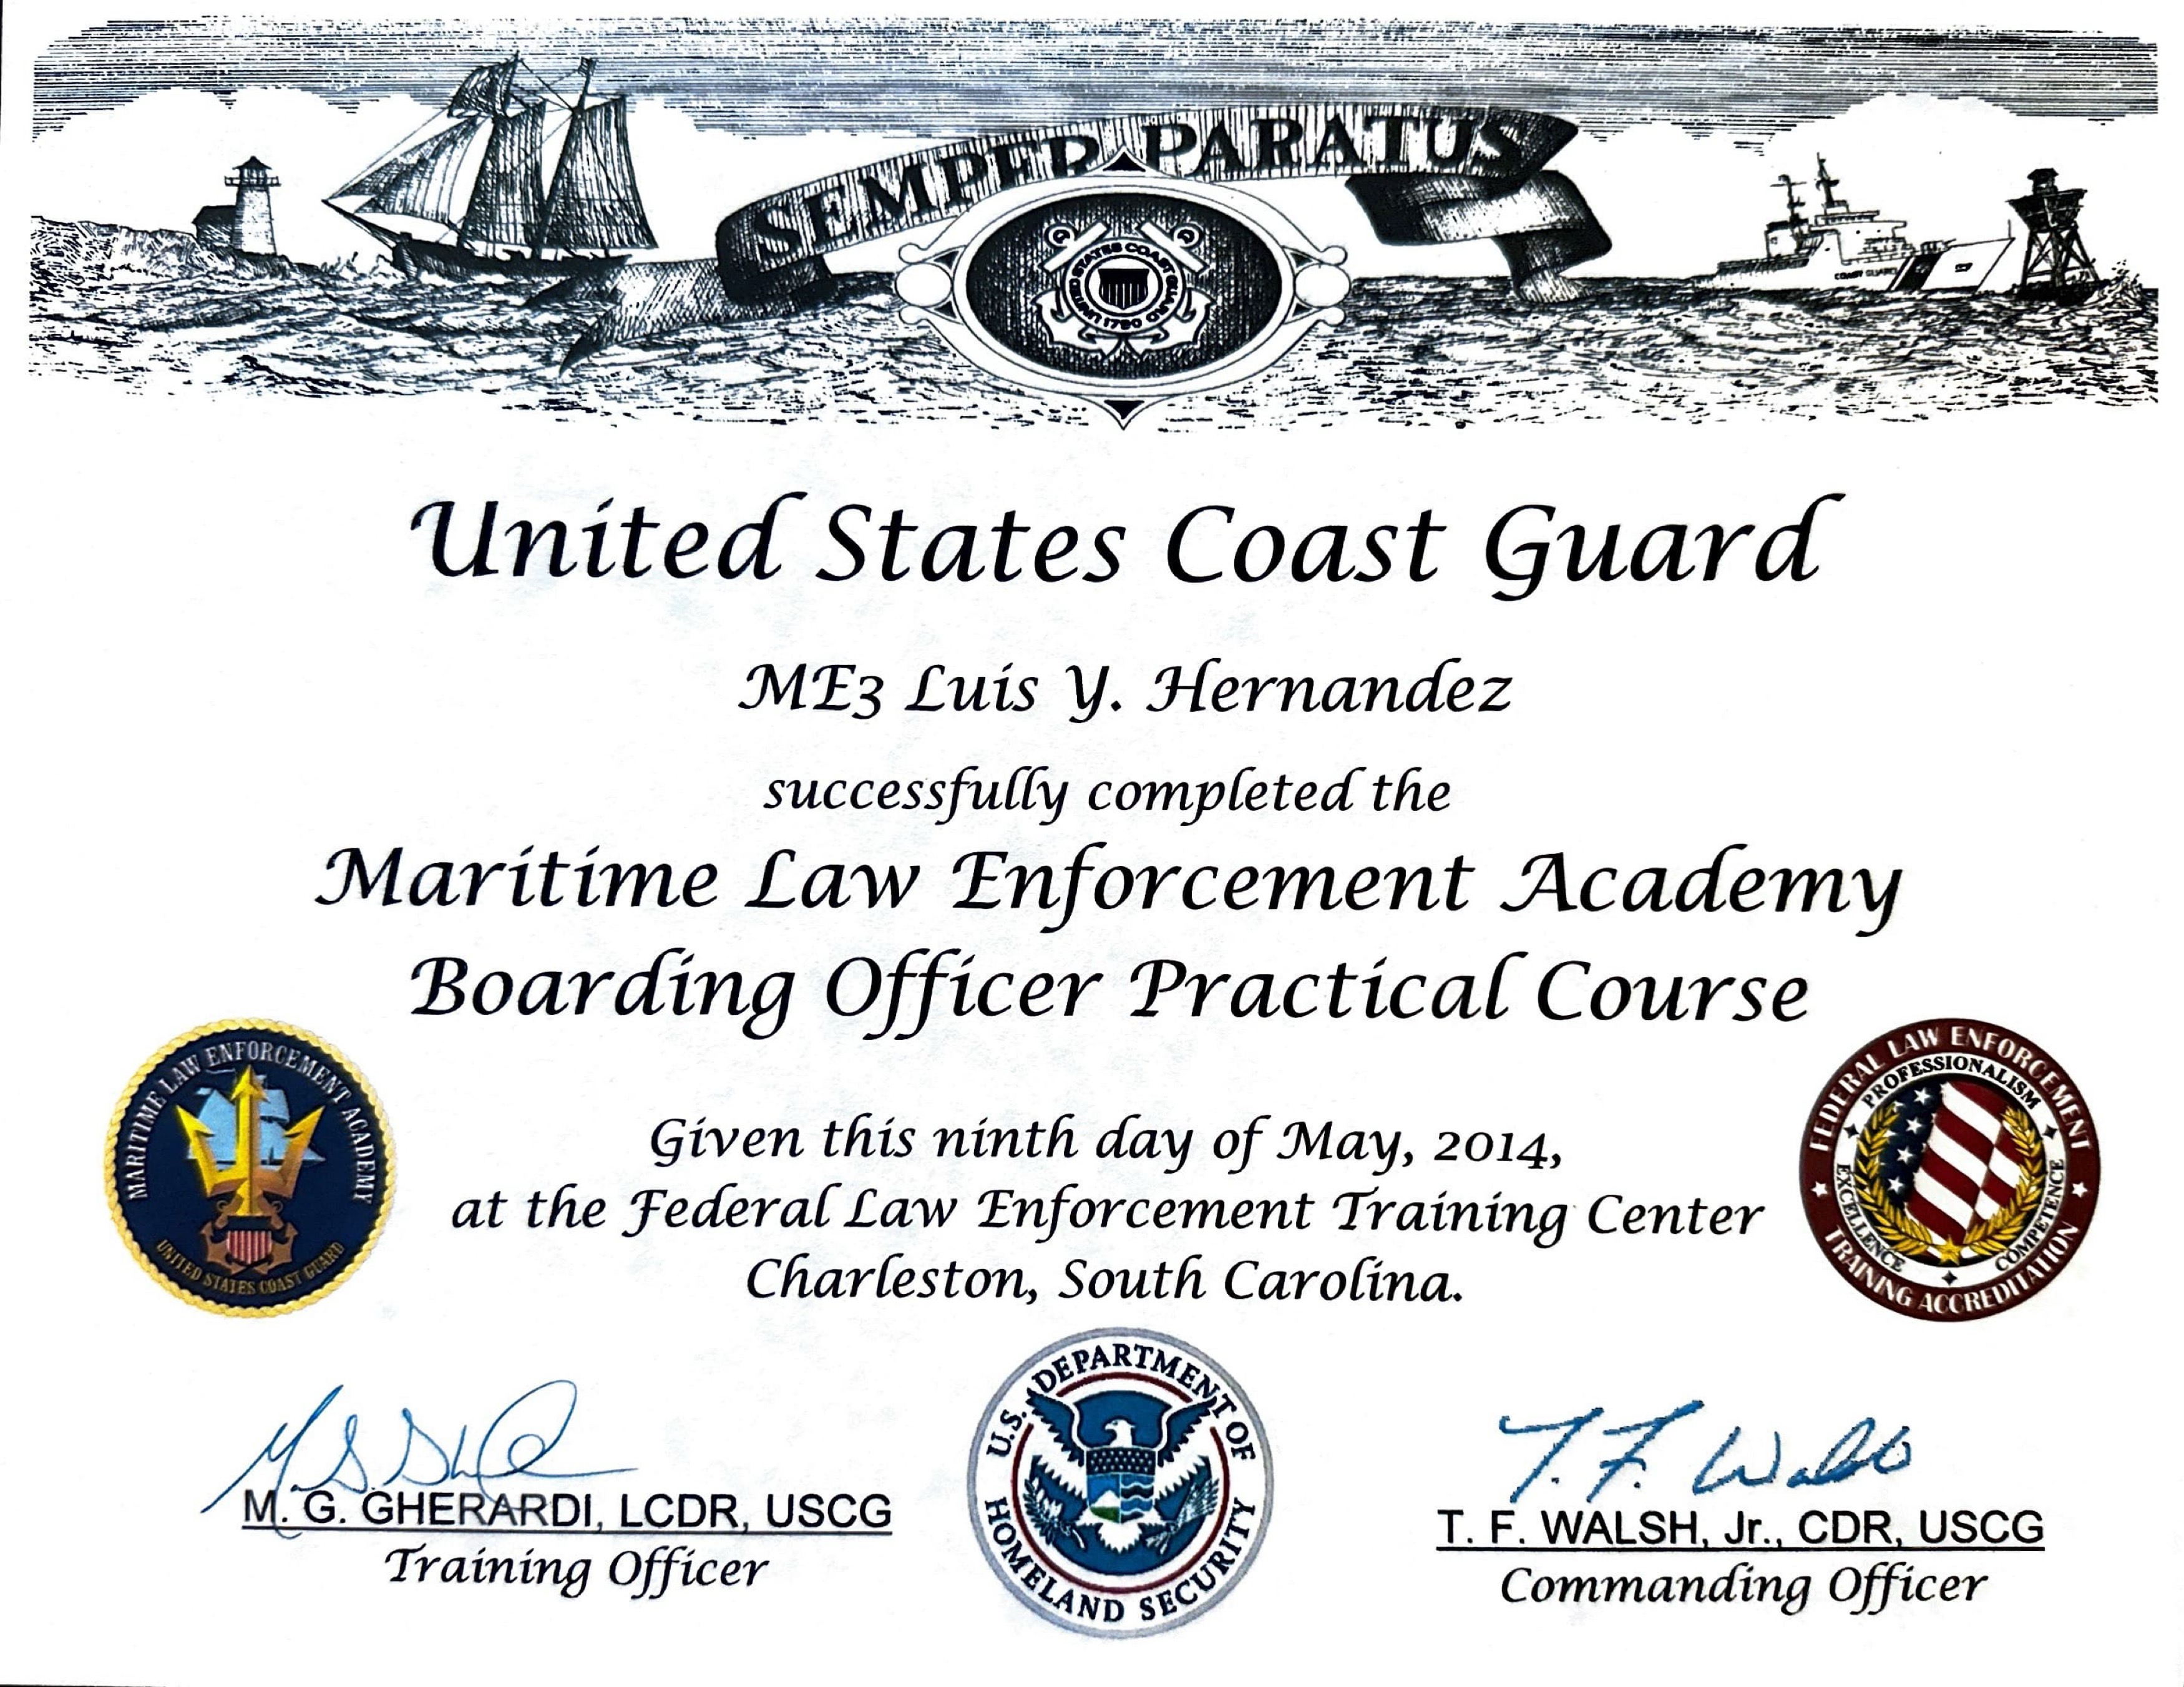 SEMPER PARATUS
UNITED STATES COAST GUARD 1790
COAST GUARD
United States Coast Guard
ME3 Luis Y. Hernandez
successfully completed the
Maritime Law Enforcement Academy
Boarding Officer Practical Course
MARITIME LAW ENFORCEMENT ACADEMY
UNITED STATES COAST GUARD
FEDERAL LAW ENFORCEMENT
TRAINING ACCREDITATION
PROFESSIONALISM
EXCELLENCE
COMPETENCE
Given this ninth day of May, 2014,
at the Federal Law Enforcement Training Center
Charleston, South Carolina.
U.S. DEPARTMENT OF
HOMELAND SECURITY
T. F. Walsh
M. G. GHERARDI, LCDR, USCG
Training Officer
T. F. WALSH, Jr., CDR, USCG
Commanding Officer